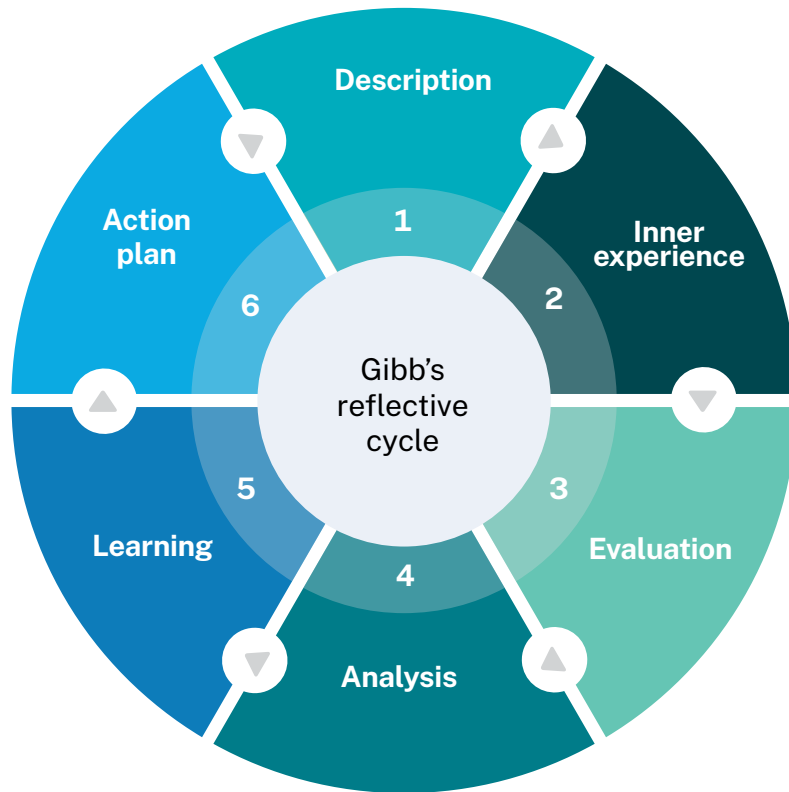 Description
1
Inner
experience
2
Evaluation
3
Analysis
4
Learning
5
Action
plan
6
Gibb's
reflective
cycle